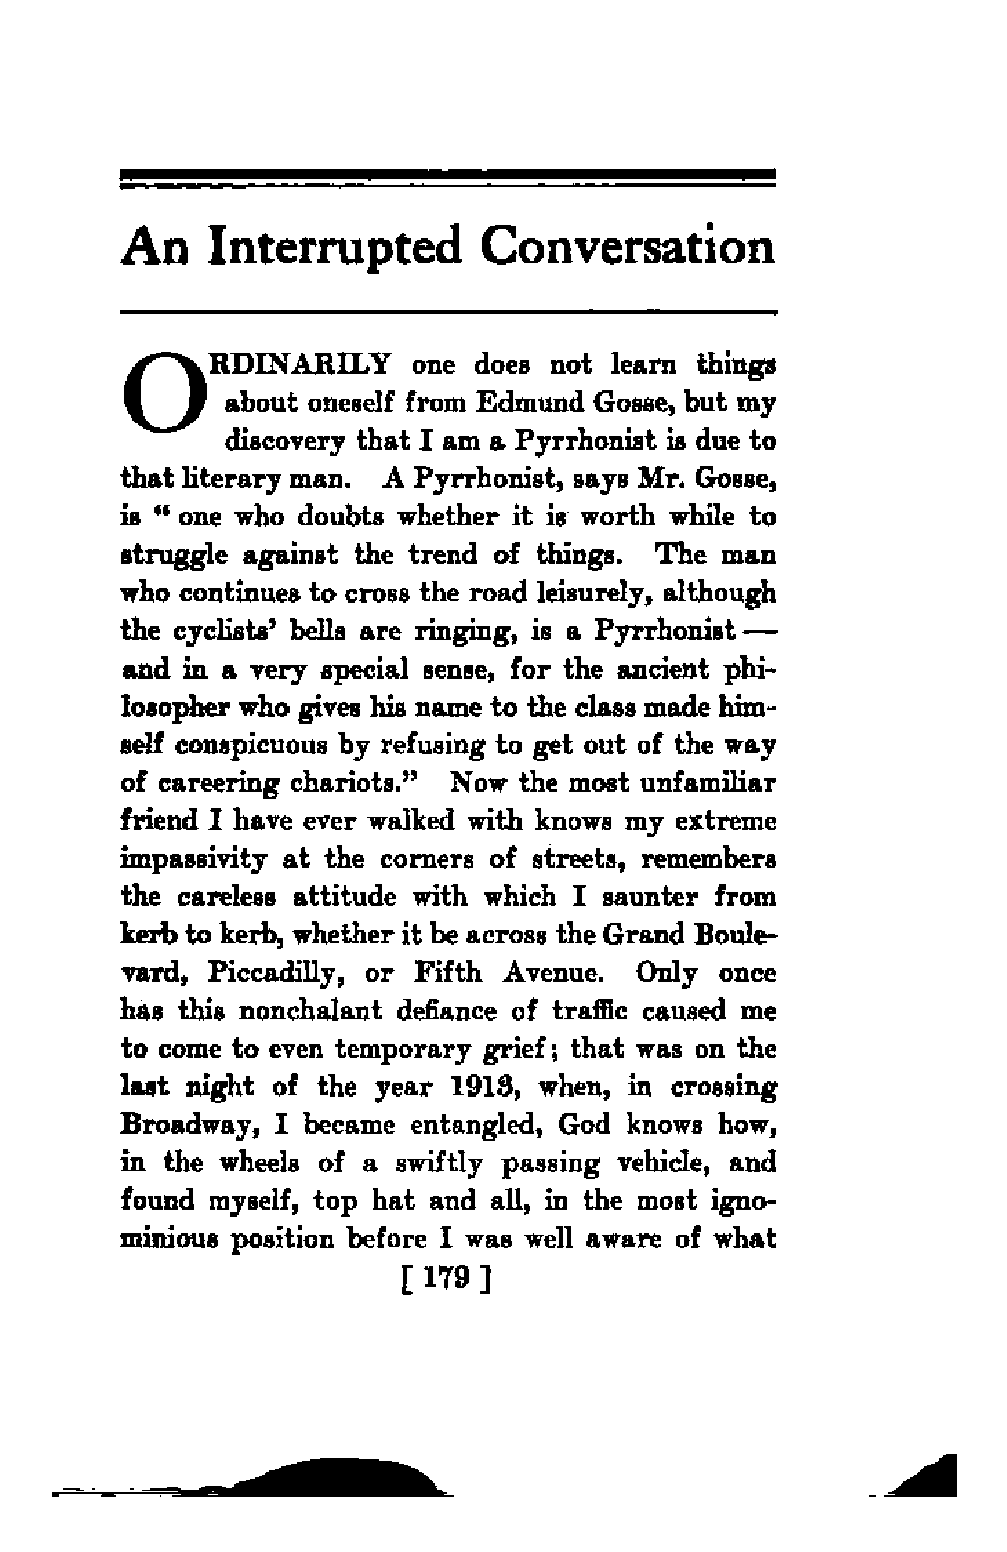 An Interrupted Conversation
ORDINARILY one does not learn things
about oneself from Edmund Gosse, but my
discovery that I am a Pyrrhonist is due to
that literary man. A Pyrrhonist, says Mr. Gosse,
is “ one who doubts whether it is worth while to
struggle against the trend of things. The man
who continues to cross the road leisurely, although
the cyclists’ bells are ringing, is a Pyrrhonist —
and in a very special sense, for the ancient phi-
losopher who gives his name to the class made him-
self conspicuous by refusing to get out of the way
of careering chariots.” Now the most unfamiliar
friend I have ever walked with knows my extreme
impassivity at the corners of streets, remembers
the careless attitude with which I saunter from
kerb to kerb, whether it be across the Grand Boule-
vard, Piccadilly, or Fifth Avenue. Only once
has this nonchalant defiance of traffic caused me
to come to even temporary grief; that was on the
last night of the year 1913, when, in crossing
Broadway, I became entangled, God knows how,
in the wheels of a swiftly passing vehicle, and
found myself, top hat and all, in the most igno-
minious position before I was well aware of what
[ 179 ]